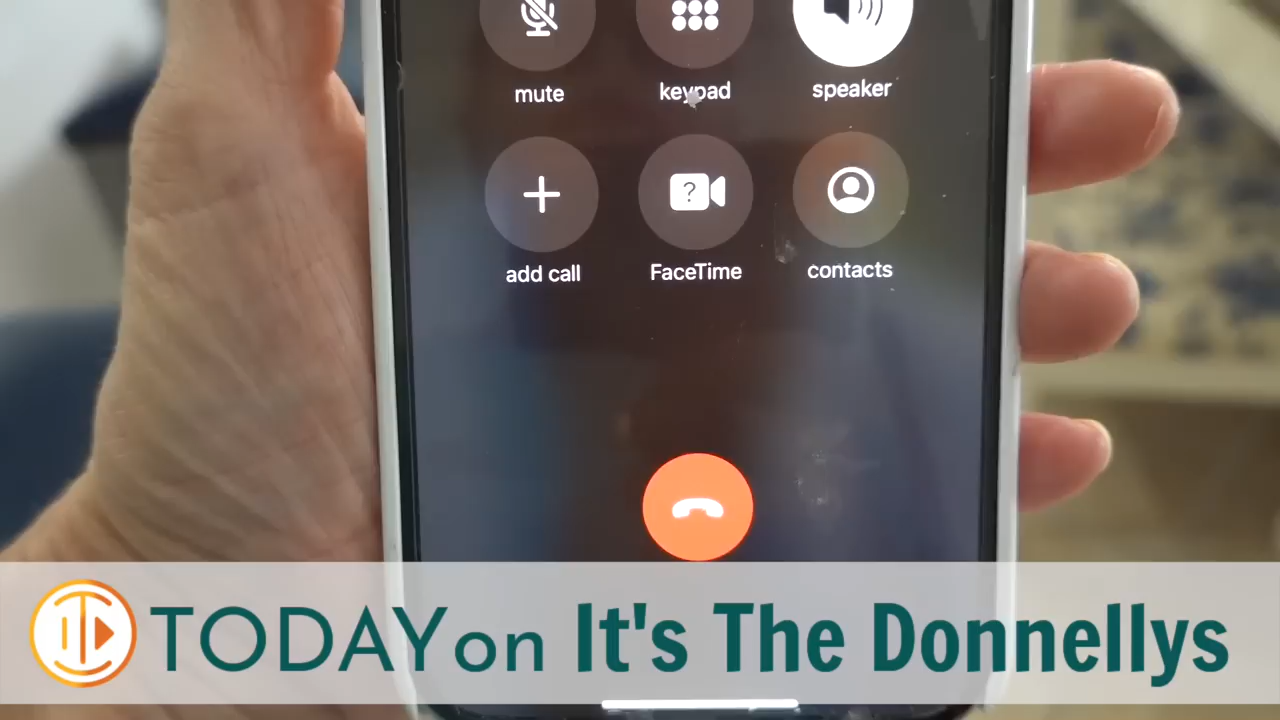 mute keypad speaker
add call FaceTime contacts
TODAY on It's The Donnellys